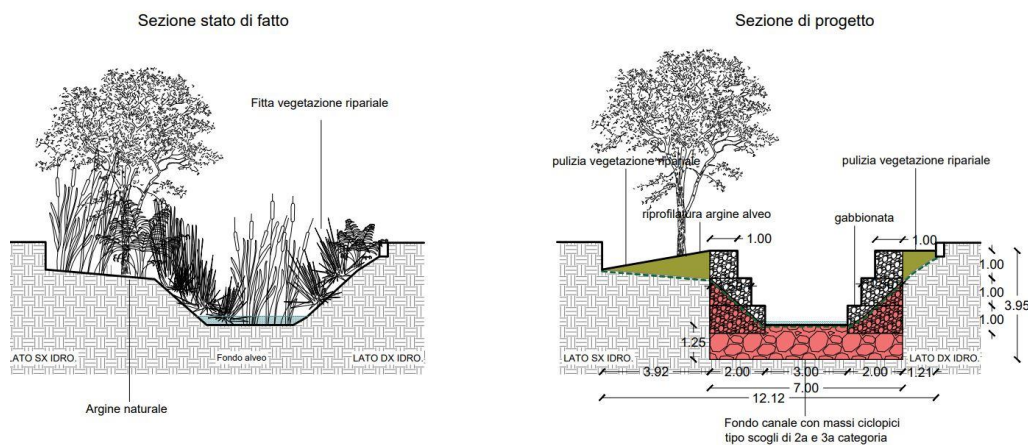 Sezione stato di fatto
Fitta vegetazione ripariale
LATO SX IDRO.
Fondo alveo
LATO DX IDRO.
Argine naturale
Sezione di progetto
pulizia vegetazione ripariale
pulizia vegetazione ripariale
riprofilatura argine alveo
gabbionata
1.00
1.00
1.00
1.00
1.00
3.95
1.25
LATO SX IDRO.
LATO DX IDRO.
3.92
2.00
3.00
2.00
1.21
7.00
12.12
Fondo canale con massi ciclopici
tipo scogli di 2a e 3a categoria